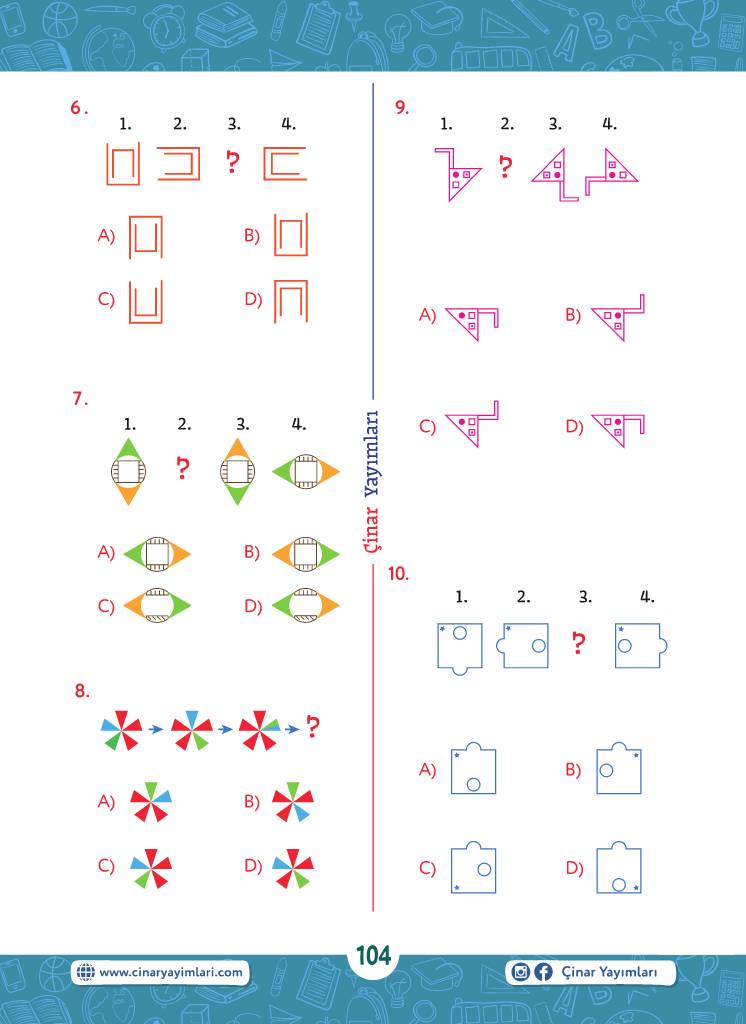 6 .
1. 2. 3. 4.
?
A) B)
C) D)
7 .
1. 2. 3. 4.
?
A) B)
C) D)
8.
?
A) B)
C) D)
Çinar Yayımları
9.
1. 2. 3. 4.
?
A) B)
C) D)
10.
1. 2. 3. 4.
?
A) B)
C) D)
www.cinaryayimlari.com
104
Çinar Yayımları